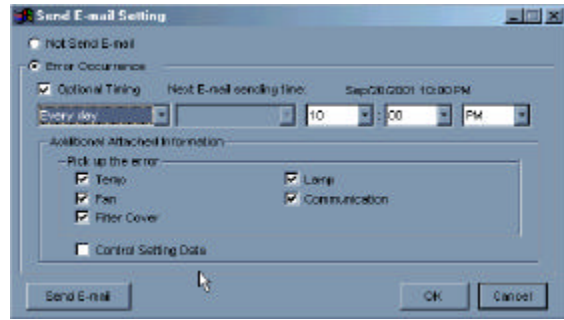 Send E-mail Setting
Not Send E-mail
Error Occurrence
Optional Timing Next E-mail sending time: Sep/20/2001 10:00 PM
Every day 10 : 00 PM
Additional Attached Information
Pick up the error
Temp Lamp
Fan Communication
Filter Cover
Control Setting Data
Send E-mail OK Cancel